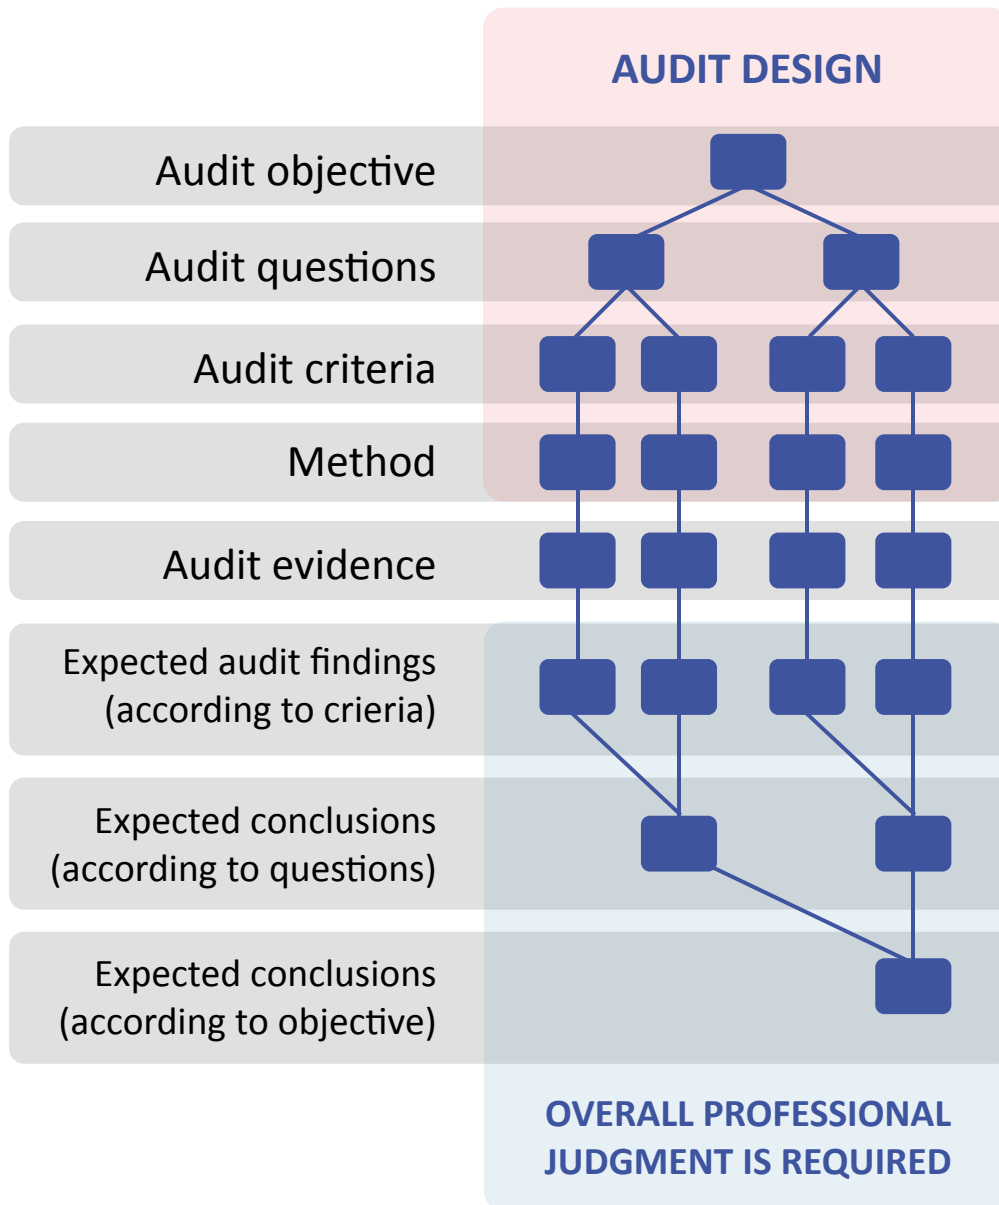 AUDIT DESIGN
Audit objective
Audit questions
Audit criteria
Method
Audit evidence
Expected audit findings
(according to crieria)
Expected conclusions
(according to questions)
Expected conclusions
(according to objective)
OVERALL PROFESSIONAL
JUDGMENT IS REQUIRED